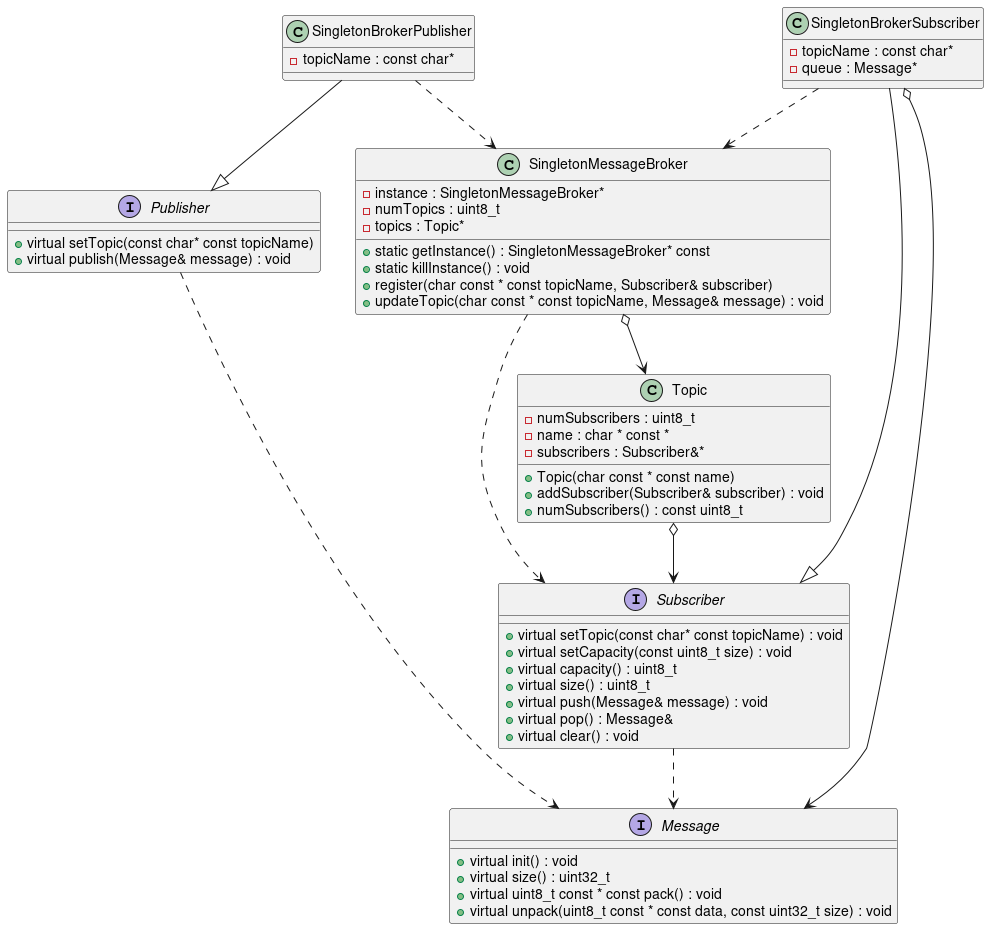 C SingletonBrokerPublisher
topicName : const char*
C SingletonBrokerSubscriber
topicName : const char*
queue : Message*
C SingletonMessageBroker
instance : SingletonMessageBroker*
numTopics : uint8_t
topics : Topic*
static getInstance() : SingletonMessageBroker* const
static killInstance() : void
register(char const * const topicName, Subscriber& subscriber)
updateTopic(char const * const topicName, Message& message) : void
I Publisher
virtual setTopic(const char* const topicName)
virtual publish(Message& message) : void
C Topic
numSubscribers : uint8_t
name : char * const *
subscribers : Subscriber&*
Topic(char const * const name)
addSubscriber(Subscriber& subscriber) : void
numSubscribers() : const uint8_t
I Subscriber
virtual setTopic(const char* const topicName) : void
virtual setCapacity(const uint8_t size) : void
virtual capacity() : uint8_t
virtual size() : uint8_t
virtual push(Message& message) : void
virtual pop() : Message&
virtual clear() : void
I Message
virtual init() : void
virtual size() : uint32_t
virtual uint8_t const * const pack() : void
virtual unpack(uint8_t const * const data, const uint32_t size) : void